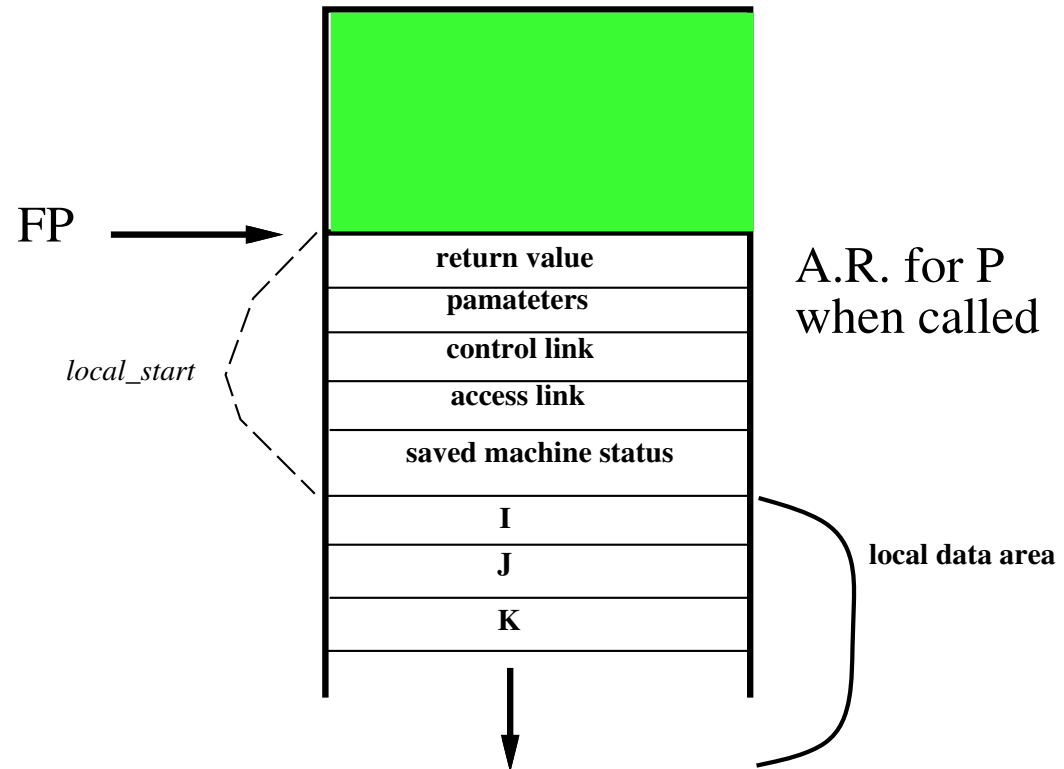 FP
return value
pamateters
control link
access link
saved machine status
I
J
K
local_start
A.R. for P
when called
local data area